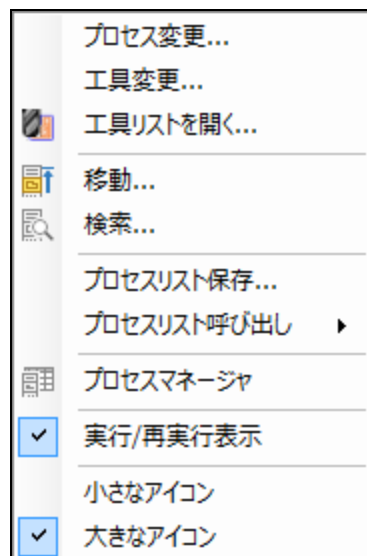 プロセス変更...
工具変更...
工具リストを開く...
移動...
検索...
プロセスリスト保存...
プロセスリスト呼び出し
プロセスマネージャ
実行/再実行表示
小さなアイコン
大きなアイコン